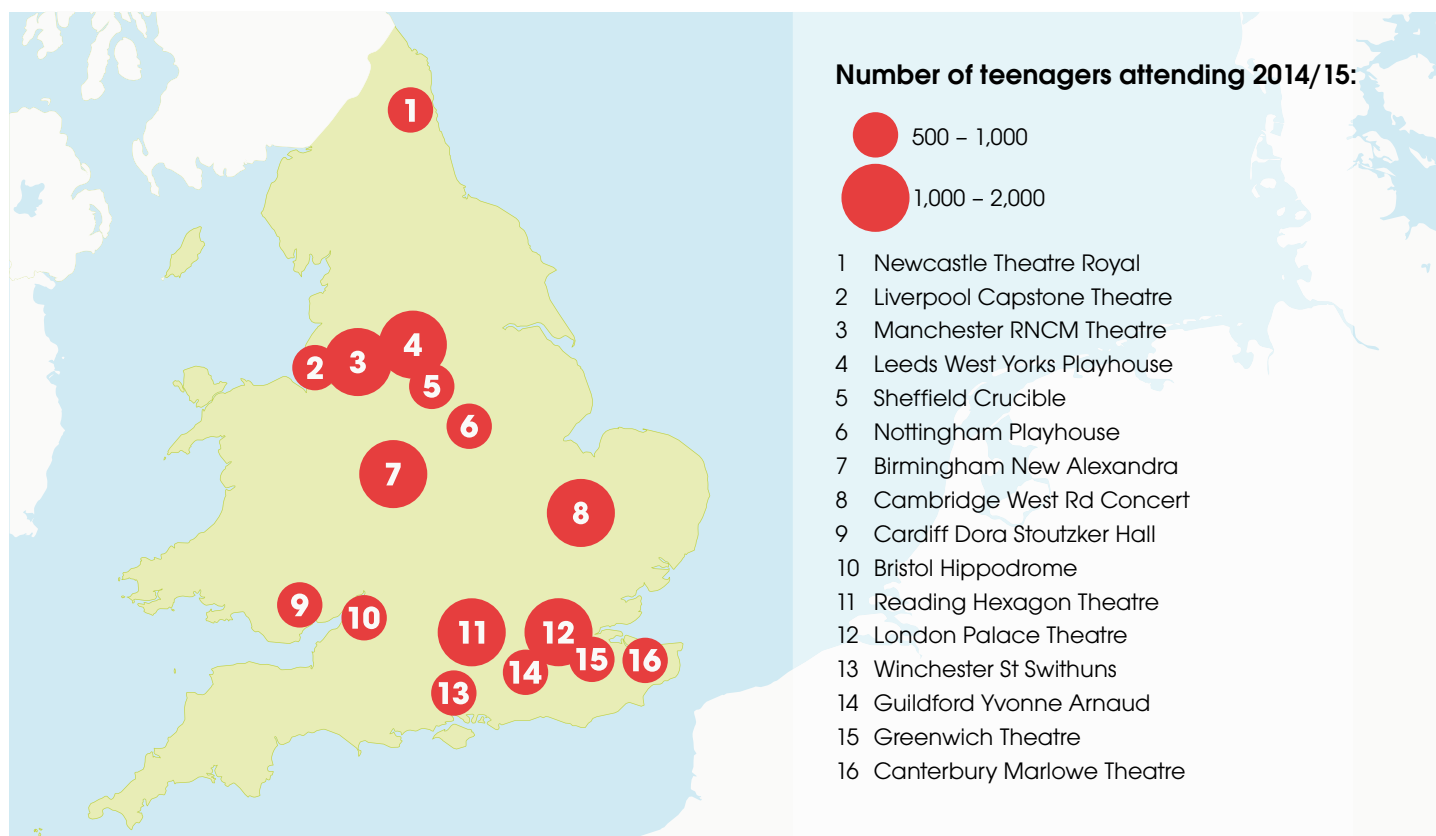 Number of teenagers attending 2014/15:
500 – 1,000
1,000 – 2,000
1 Newcastle Theatre Royal
2 Liverpool Capstone Theatre
3 Manchester RNCM Theatre
4 Leeds West Yorks Playhouse
5 Sheffield Crucible
6 Nottingham Playhouse
7 Birmingham New Alexandra
8 Cambridge West Rd Concert
9 Cardiff Dora Stoutzker Hall
10 Bristol Hippodrome
11 Reading Hexagon Theatre
12 London Palace Theatre
13 Winchester St Swithuns
14 Guildford Yvonne Arnaud
15 Greenwich Theatre
16 Canterbury Marlowe Theatre
1
2
3
4
5
6
7
8
9
10
11
12
13
14
15
16